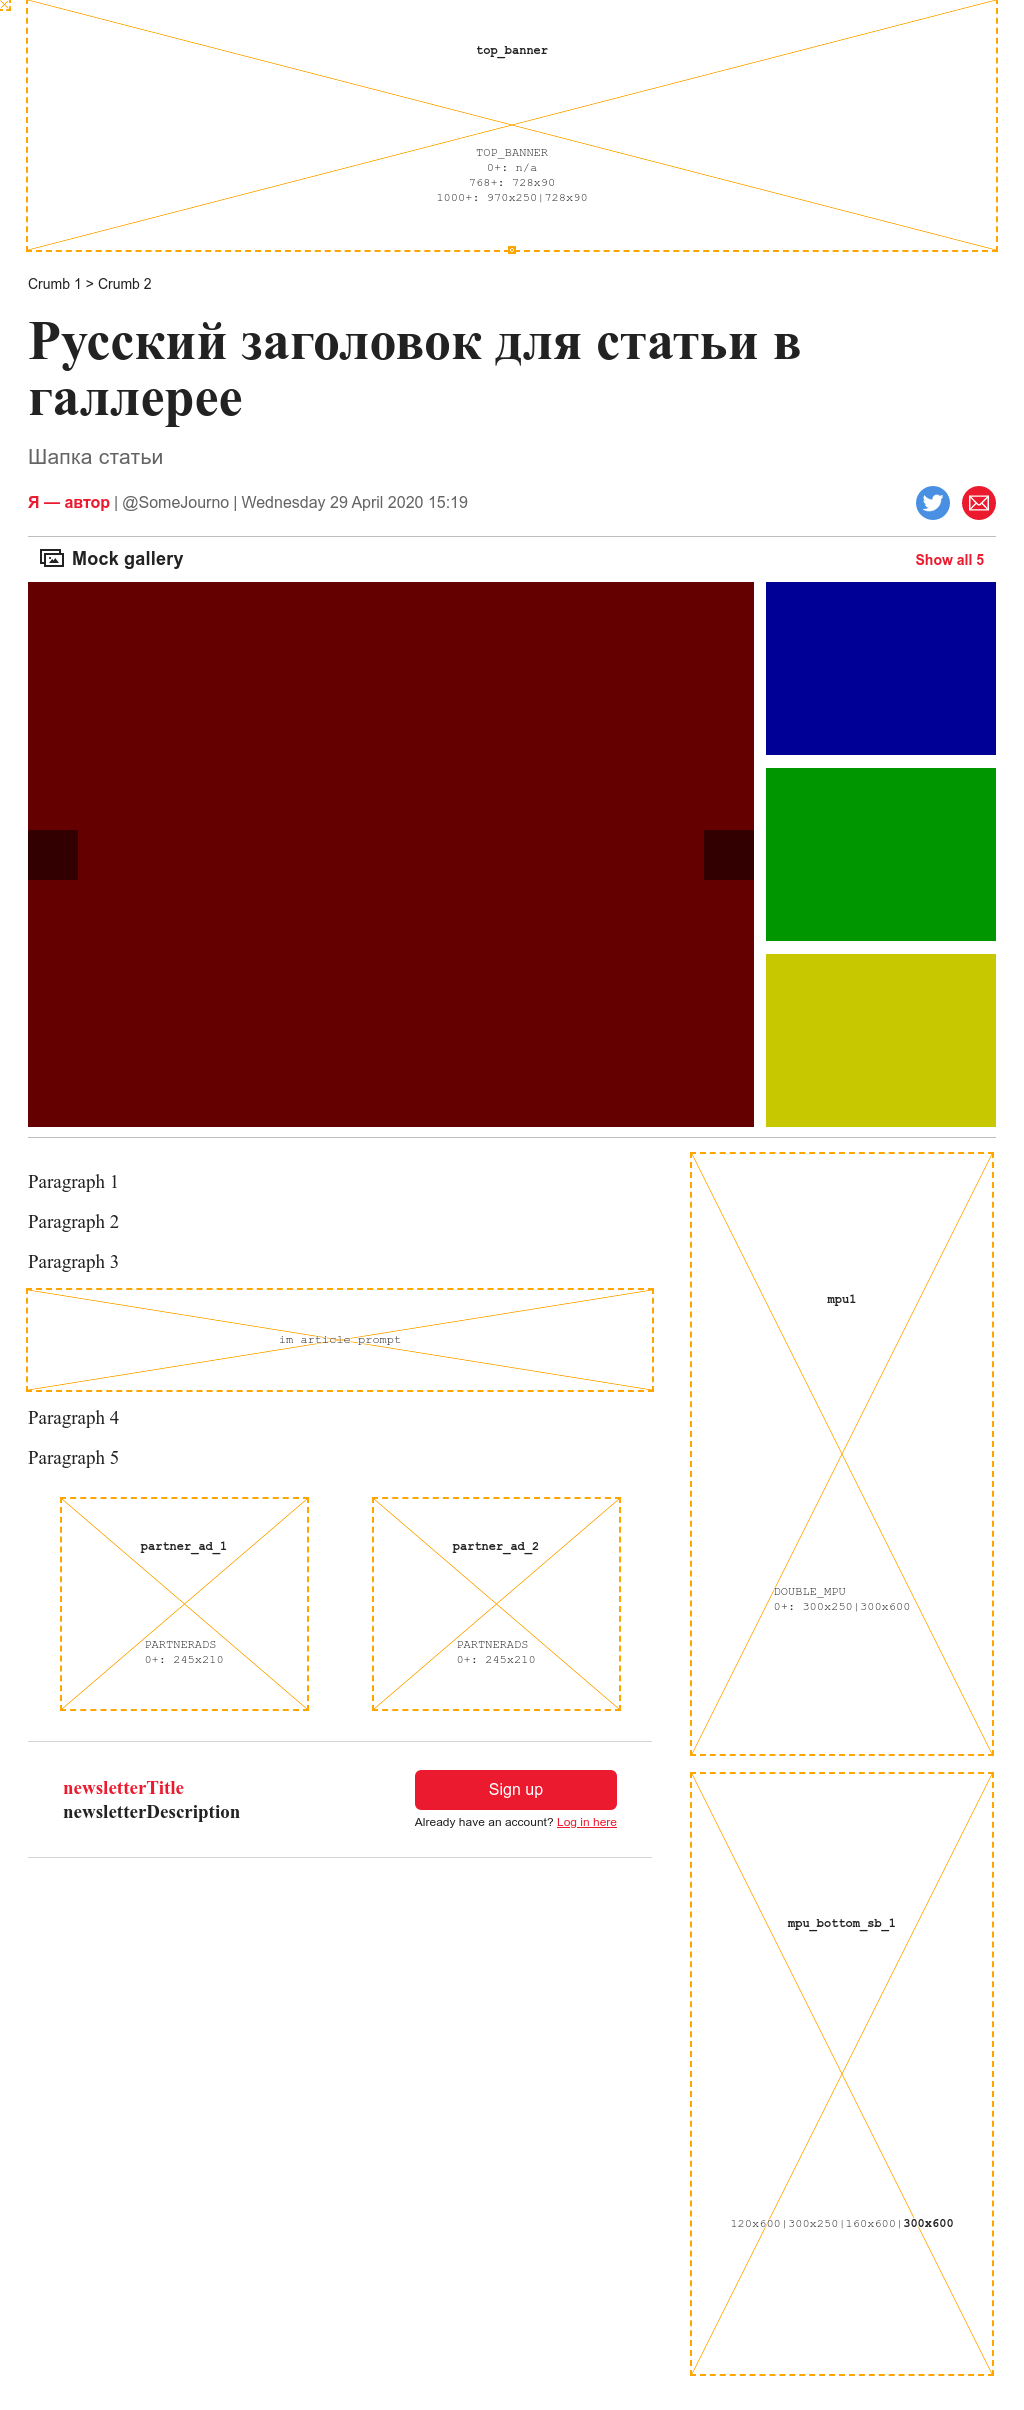 top_banner
TOP_BANNER
0+: n/a
768+: 728x90
1000+: 970x250|728x90
Crumb 1 > Crumb 2
Русский заголовок для статьи в
галлерее
Шапка статьи
Я — автор | @SomeJourno | Wednesday 29 April 2020 15:19
Mock gallery
Show all 5
Paragraph 1
Paragraph 2
Paragraph 3
im_article_prompt
Paragraph 4
Paragraph 5
partner_ad_1
PARTNERADS
0+: 245x210
partner_ad_2
PARTNERADS
0+: 245x210
newsletterTitle
newsletterDescription
Sign up
Already have an account? Log in here
mpu1
DOUBLE_MPU
0+: 300x250|300x600
mpu_bottom_sb_1
120x600|300x250|160x600|300x600